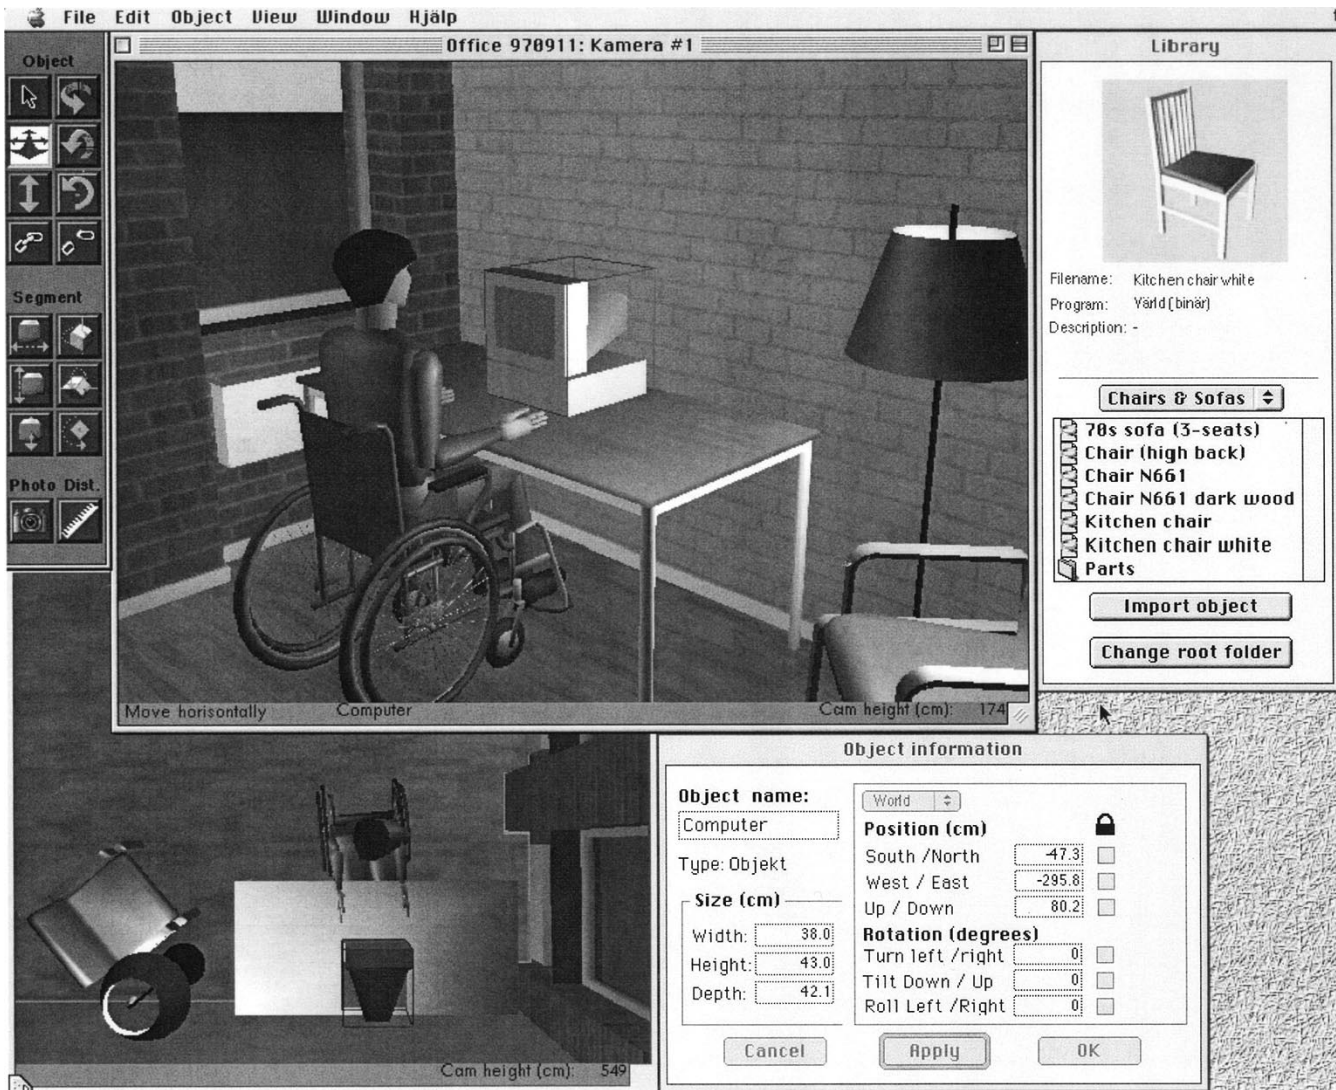 File Edit Object View Window Hjälp
Object
Segment
Photo Dist.
Office 970911: Kamera #1
Move horisontally Computer Cam height (cm): 174
Library
Filename: Kitchen chair white
Program: Värld (binär)
Description: -
Chairs & Sofas
70s sofa (3-seats)
Chair (high back)
Chair N661
Chair N661 dark wood
Kitchen chair
Kitchen chair white
Parts
Import object
Change root folder
Cam height (cm): 549
Object information
Object name:
Computer
Type: Objekt
Size (cm)
Width: 38.0
Height: 43.0
Depth: 42.1
World
Position (cm)
South /North -47.3
West / East -295.8
Up / Down 80.2
Rotation (degrees)
Turn left /right 0
Tilt Down / Up 0
Roll Left /Right 0
Cancel Apply OK